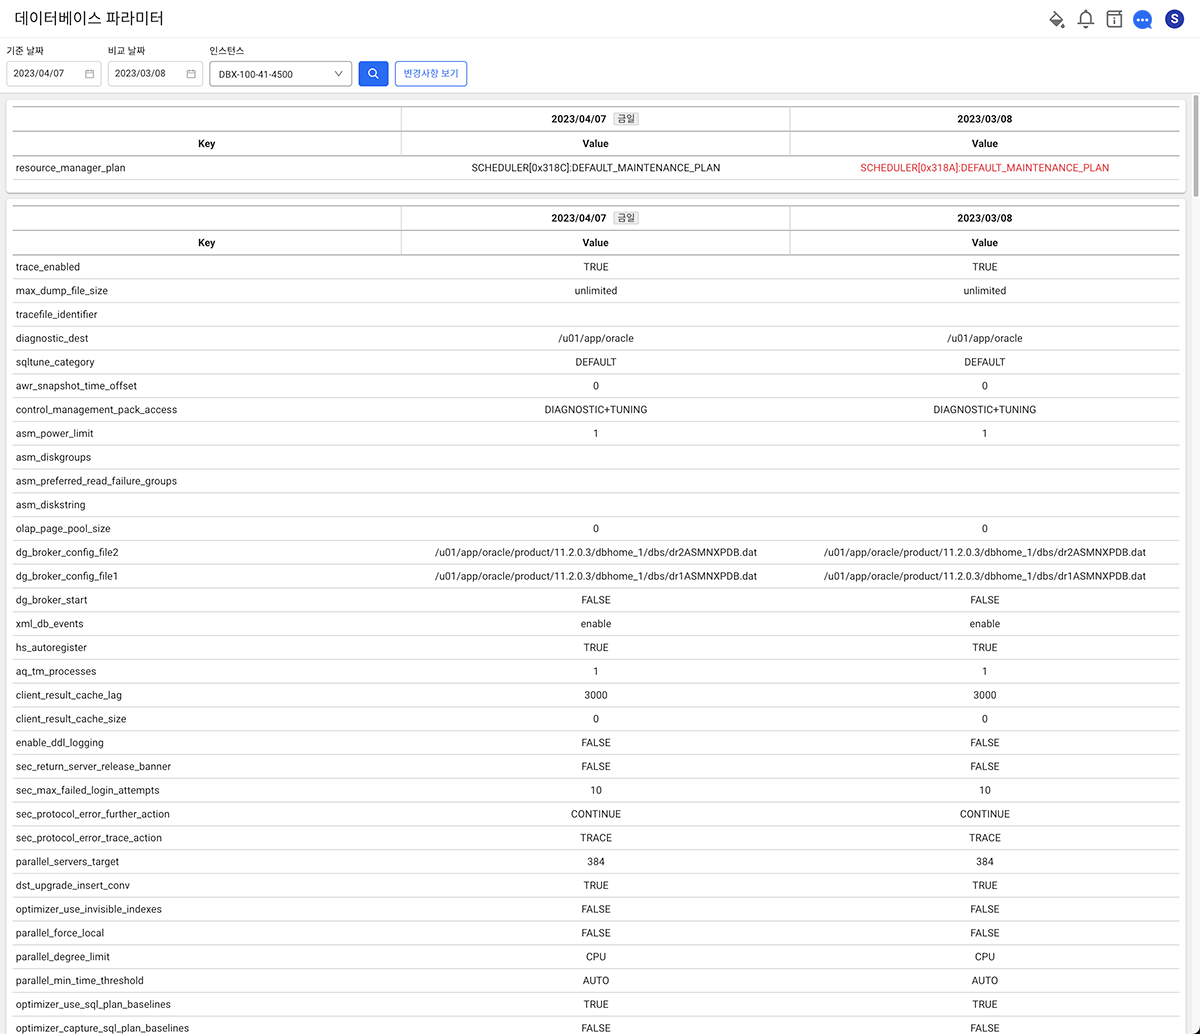 데이터베이스 파라미터
S
기준 날짜 비교 날짜 인스턴스
2023/04/07 2023/03/08 DBX-100-41-4500 변경사항 보기
2023/04/07 금일 2023/03/08
Key Value Value
resource_manager_plan SCHEDULER[0x318C]:DEFAULT_MAINTENANCE_PLAN SCHEDULER[0x318A]:DEFAULT_MAINTENANCE_PLAN
2023/04/07 금일 2023/03/08
Key Value Value
trace_enabled TRUE TRUE
max_dump_file_size unlimited unlimited
tracefile_identifier
diagnostic_dest /u01/app/oracle /u01/app/oracle
sqltune_category DEFAULT DEFAULT
awr_snapshot_time_offset 0 0
control_management_pack_access DIAGNOSTIC+TUNING DIAGNOSTIC+TUNING
asm_power_limit 1 1
asm_diskgroups
asm_preferred_read_failure_groups
asm_diskstring
olap_page_pool_size 0 0
dg_broker_config_file2 /u01/app/oracle/product/11.2.0.3/dbhome_1/dbs/dr2ASMNXPDB.dat /u01/app/oracle/product/11.2.0.3/dbhome_1/dbs/dr2ASMNXPDB.dat
dg_broker_config_file1 /u01/app/oracle/product/11.2.0.3/dbhome_1/dbs/dr1ASMNXPDB.dat /u01/app/oracle/product/11.2.0.3/dbhome_1/dbs/dr1ASMNXPDB.dat
dg_broker_start FALSE FALSE
xml_db_events enable enable
hs_autoregister TRUE TRUE
aq_tm_processes 1 1
client_result_cache_lag 3000 3000
client_result_cache_size 0 0
enable_ddl_logging FALSE FALSE
sec_return_server_release_banner FALSE FALSE
sec_max_failed_login_attempts 10 10
sec_protocol_error_further_action CONTINUE CONTINUE
sec_protocol_error_trace_action TRACE TRACE
parallel_servers_target 384 384
dst_upgrade_insert_conv TRUE TRUE
optimizer_use_invisible_indexes FALSE FALSE
parallel_force_local FALSE FALSE
parallel_degree_limit CPU CPU
parallel_min_time_threshold AUTO AUTO
optimizer_use_sql_plan_baselines TRUE TRUE
optimizer_capture_sql_plan_baselines FALSE FALSE